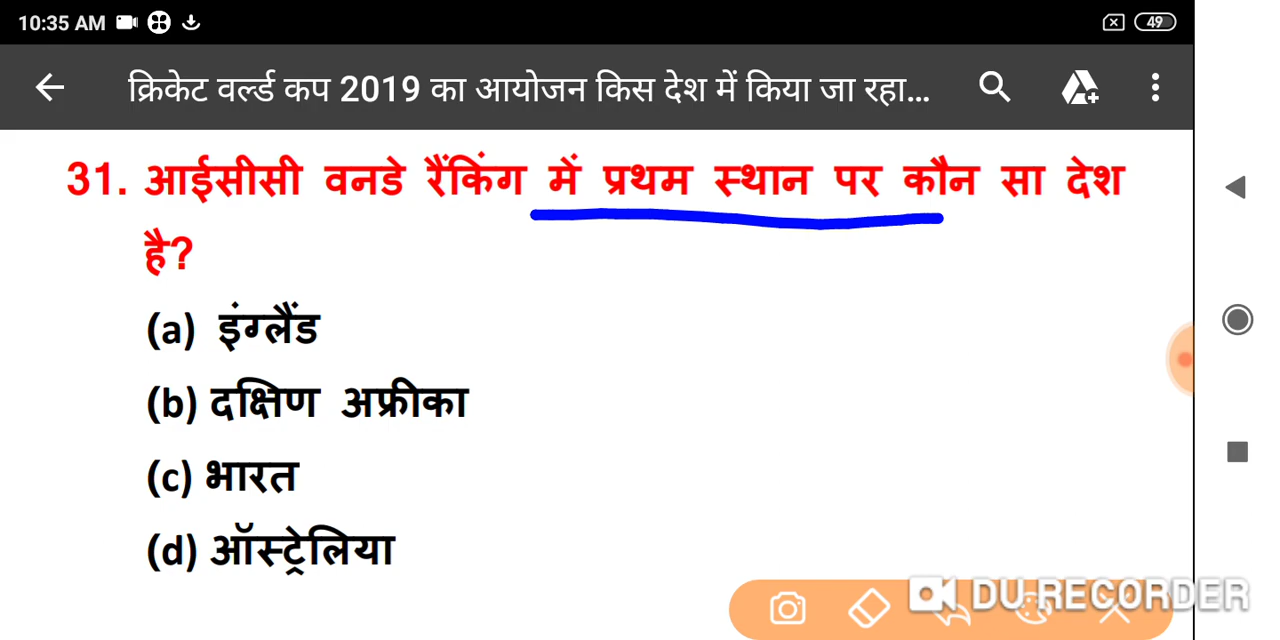 10:35 AM 49
क्रिकेट वर्ल्ड कप 2019 का आयोजन किस देश में किया जा रहा...
31. आईसीसी वनडे रैंकिंग में प्रथम स्थान पर कौन सा देश
है?
(a) इंग्लैंड
(b) दक्षिण अफ्रीका
(c) भारत
(d) ऑस्ट्रेलिया
DU RECORDER